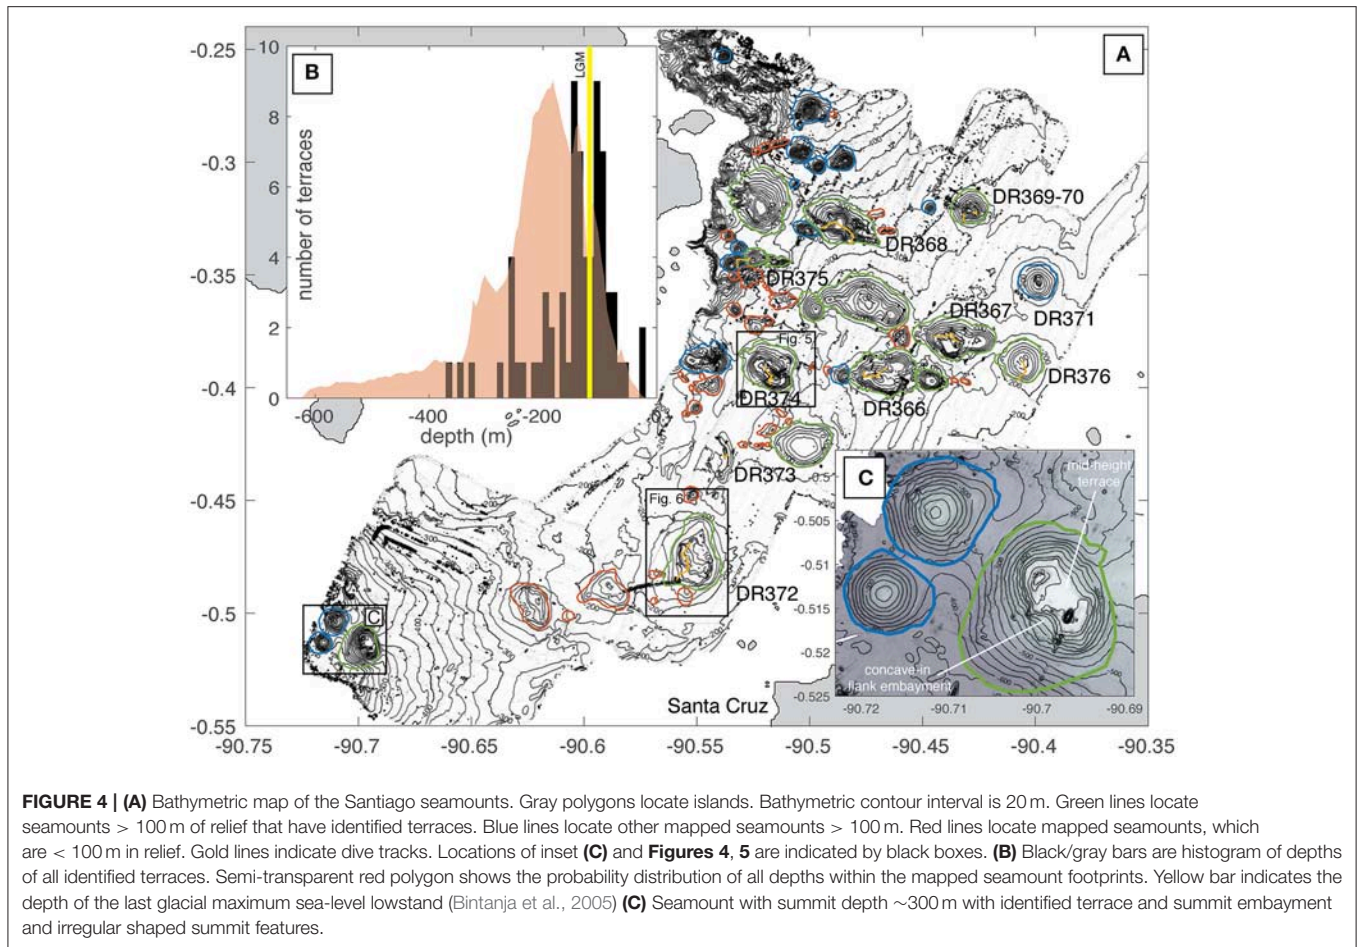 -0.25
-0.3
-0.35
-0.4
-0.45
-0.5
-0.55
-90.75
-90.7
-90.65
-90.6
-90.55
-90.5
-90.45
-90.4
-90.35
A
DR369-70
DR368
DR375
DR367
DR371
Fig. 5
DR374
DR366
DR376
DR373
Fig. 6
DR372
C
Santa Cruz
B
LGM
10
8
6
4
2
0
number of terraces
-600
-400
-200
0
depth (m)
C
mid-height
terrace
concave-in
flank embayment
-0.505
-0.51
-0.515
-0.52
-0.525
-90.72
-90.71
-90.7
-90.69
FIGURE 4 | (A) Bathymetric map of the Santiago seamounts. Gray polygons locate islands. Bathymetric contour interval is 20 m. Green lines locate
seamounts > 100 m of relief that have identified terraces. Blue lines locate other mapped seamounts > 100 m. Red lines locate mapped seamounts, which
are < 100 m in relief. Gold lines indicate dive tracks. Locations of inset (C) and Figures 4, 5 are indicated by black boxes. (B) Black/gray bars are histogram of depths
of all identified terraces. Semi-transparent red polygon shows the probability distribution of all depths within the mapped seamount footprints. Yellow bar indicates the
depth of the last glacial maximum sea-level lowstand (Bintanja et al., 2005) (C) Seamount with summit depth ~300 m with identified terrace and summit embayment
and irregular shaped summit features.